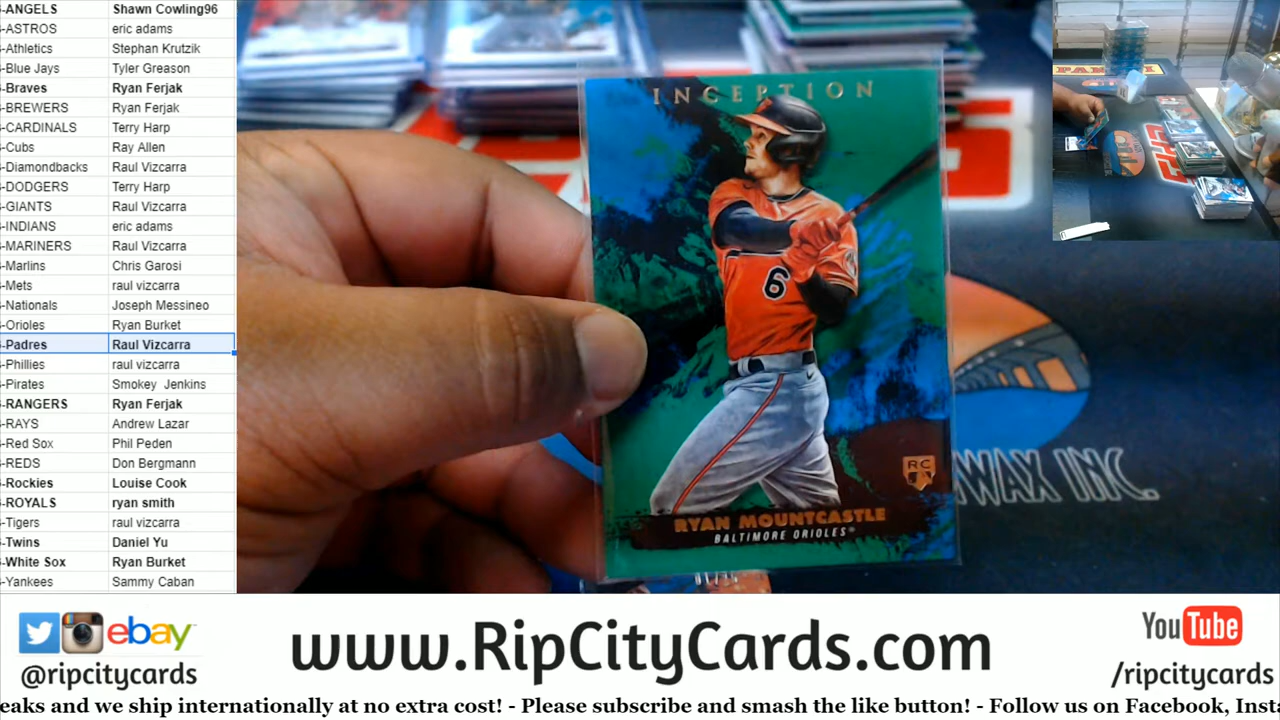 -ANGELS Shawn Cowling96
-ASTROS eric adams
-Athletics Stephan Krutzik
-Blue Jays Tyler Greason
-Braves Ryan Ferjak
-BREWERS Ryan Ferjak
-CARDINALS Terry Harp
-Cubs Ray Allen
-Diamondbacks Raul Vizcarra
-DODGERS Terry Harp
-GIANTS Raul Vizcarra
-INDIANS eric adams
-MARINERS Raul Vizcarra
-Marlins Chris Garosi
-Mets raul vizcarra
-Nationals Joseph Messineo
-Orioles Ryan Burket
-Padres Raul Vizcarra
-Phillies raul vizcarra
-Pirates Smokey Jenkins
-RANGERS Ryan Ferjak
-RAYS Andrew Lazar
-Red Sox Phil Peden
-REDS Don Bergmann
-Rockies Louise Cook
-ROYALS ryan smith
-Tigers raul vizcarra
-Twins Daniel Yu
-White Sox Ryan Burket
-Yankees Sammy Caban
INCEPTION
6
RC
RYAN MOUNTCASTLE
BALTIMORE ORIOLES
WAX INC.
PANINI
ebay
@ripcitycards
www.RipCityCards.com
YouTube
/ripcitycards
eaks and we ship internationally at no extra cost! - Please subscribe and smash the like button! - Follow us on Facebook, Insta